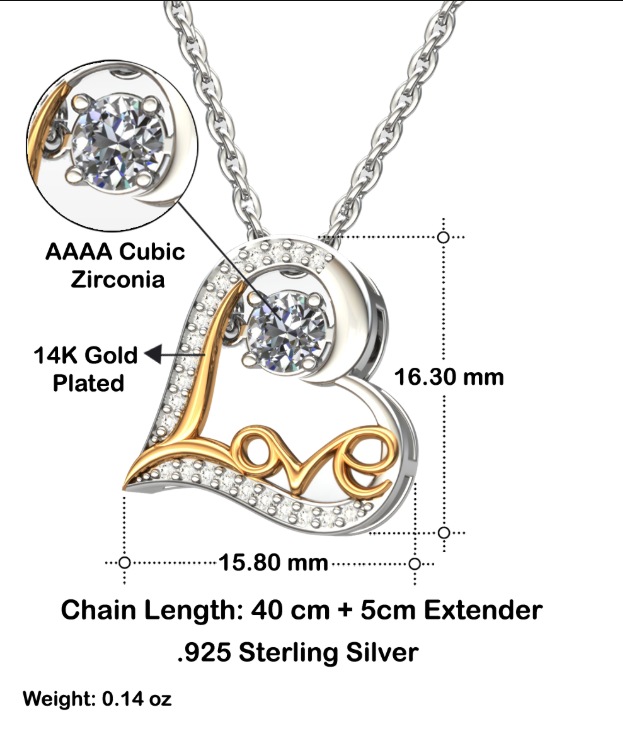 AAAA Cubic
Zirconia
14K Gold
Plated
Love
16.30 mm
15.80 mm
Chain Length: 40 cm + 5cm Extender
.925 Sterling Silver
Weight: 0.14 oz